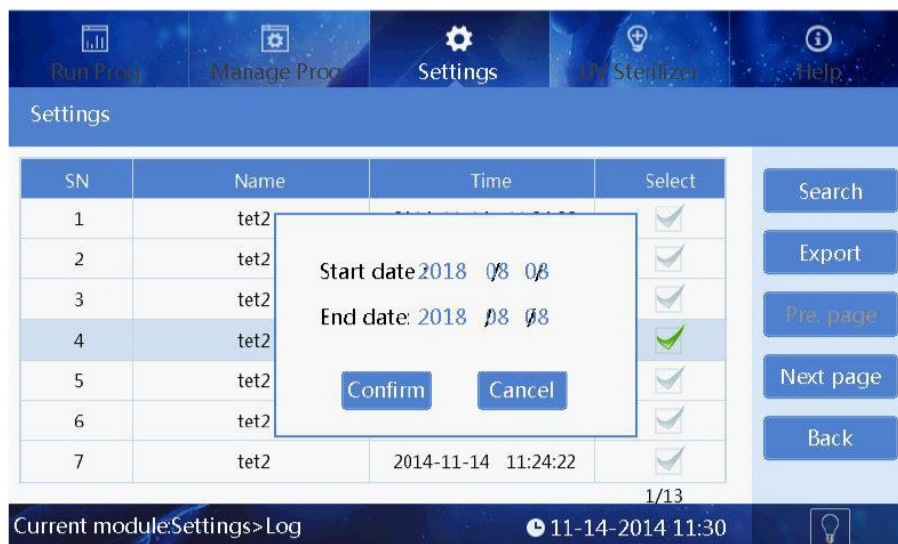 Run Prog Manage Prog Settings UV Sterilizer Help
Settings
SN Name Time Select
1 tet2
2 tet2
3 tet2
4 tet2
5 tet2
6 tet2
7 tet2 2014-11-14 11:24:22
Start date: 2018 / 08 / 08
End date: 2018 / 08 / 08
Confirm Cancel
Search
Export
Pre. page
Next page
Back
1/13
Current module:Settings>Log 11-14-2014 11:30